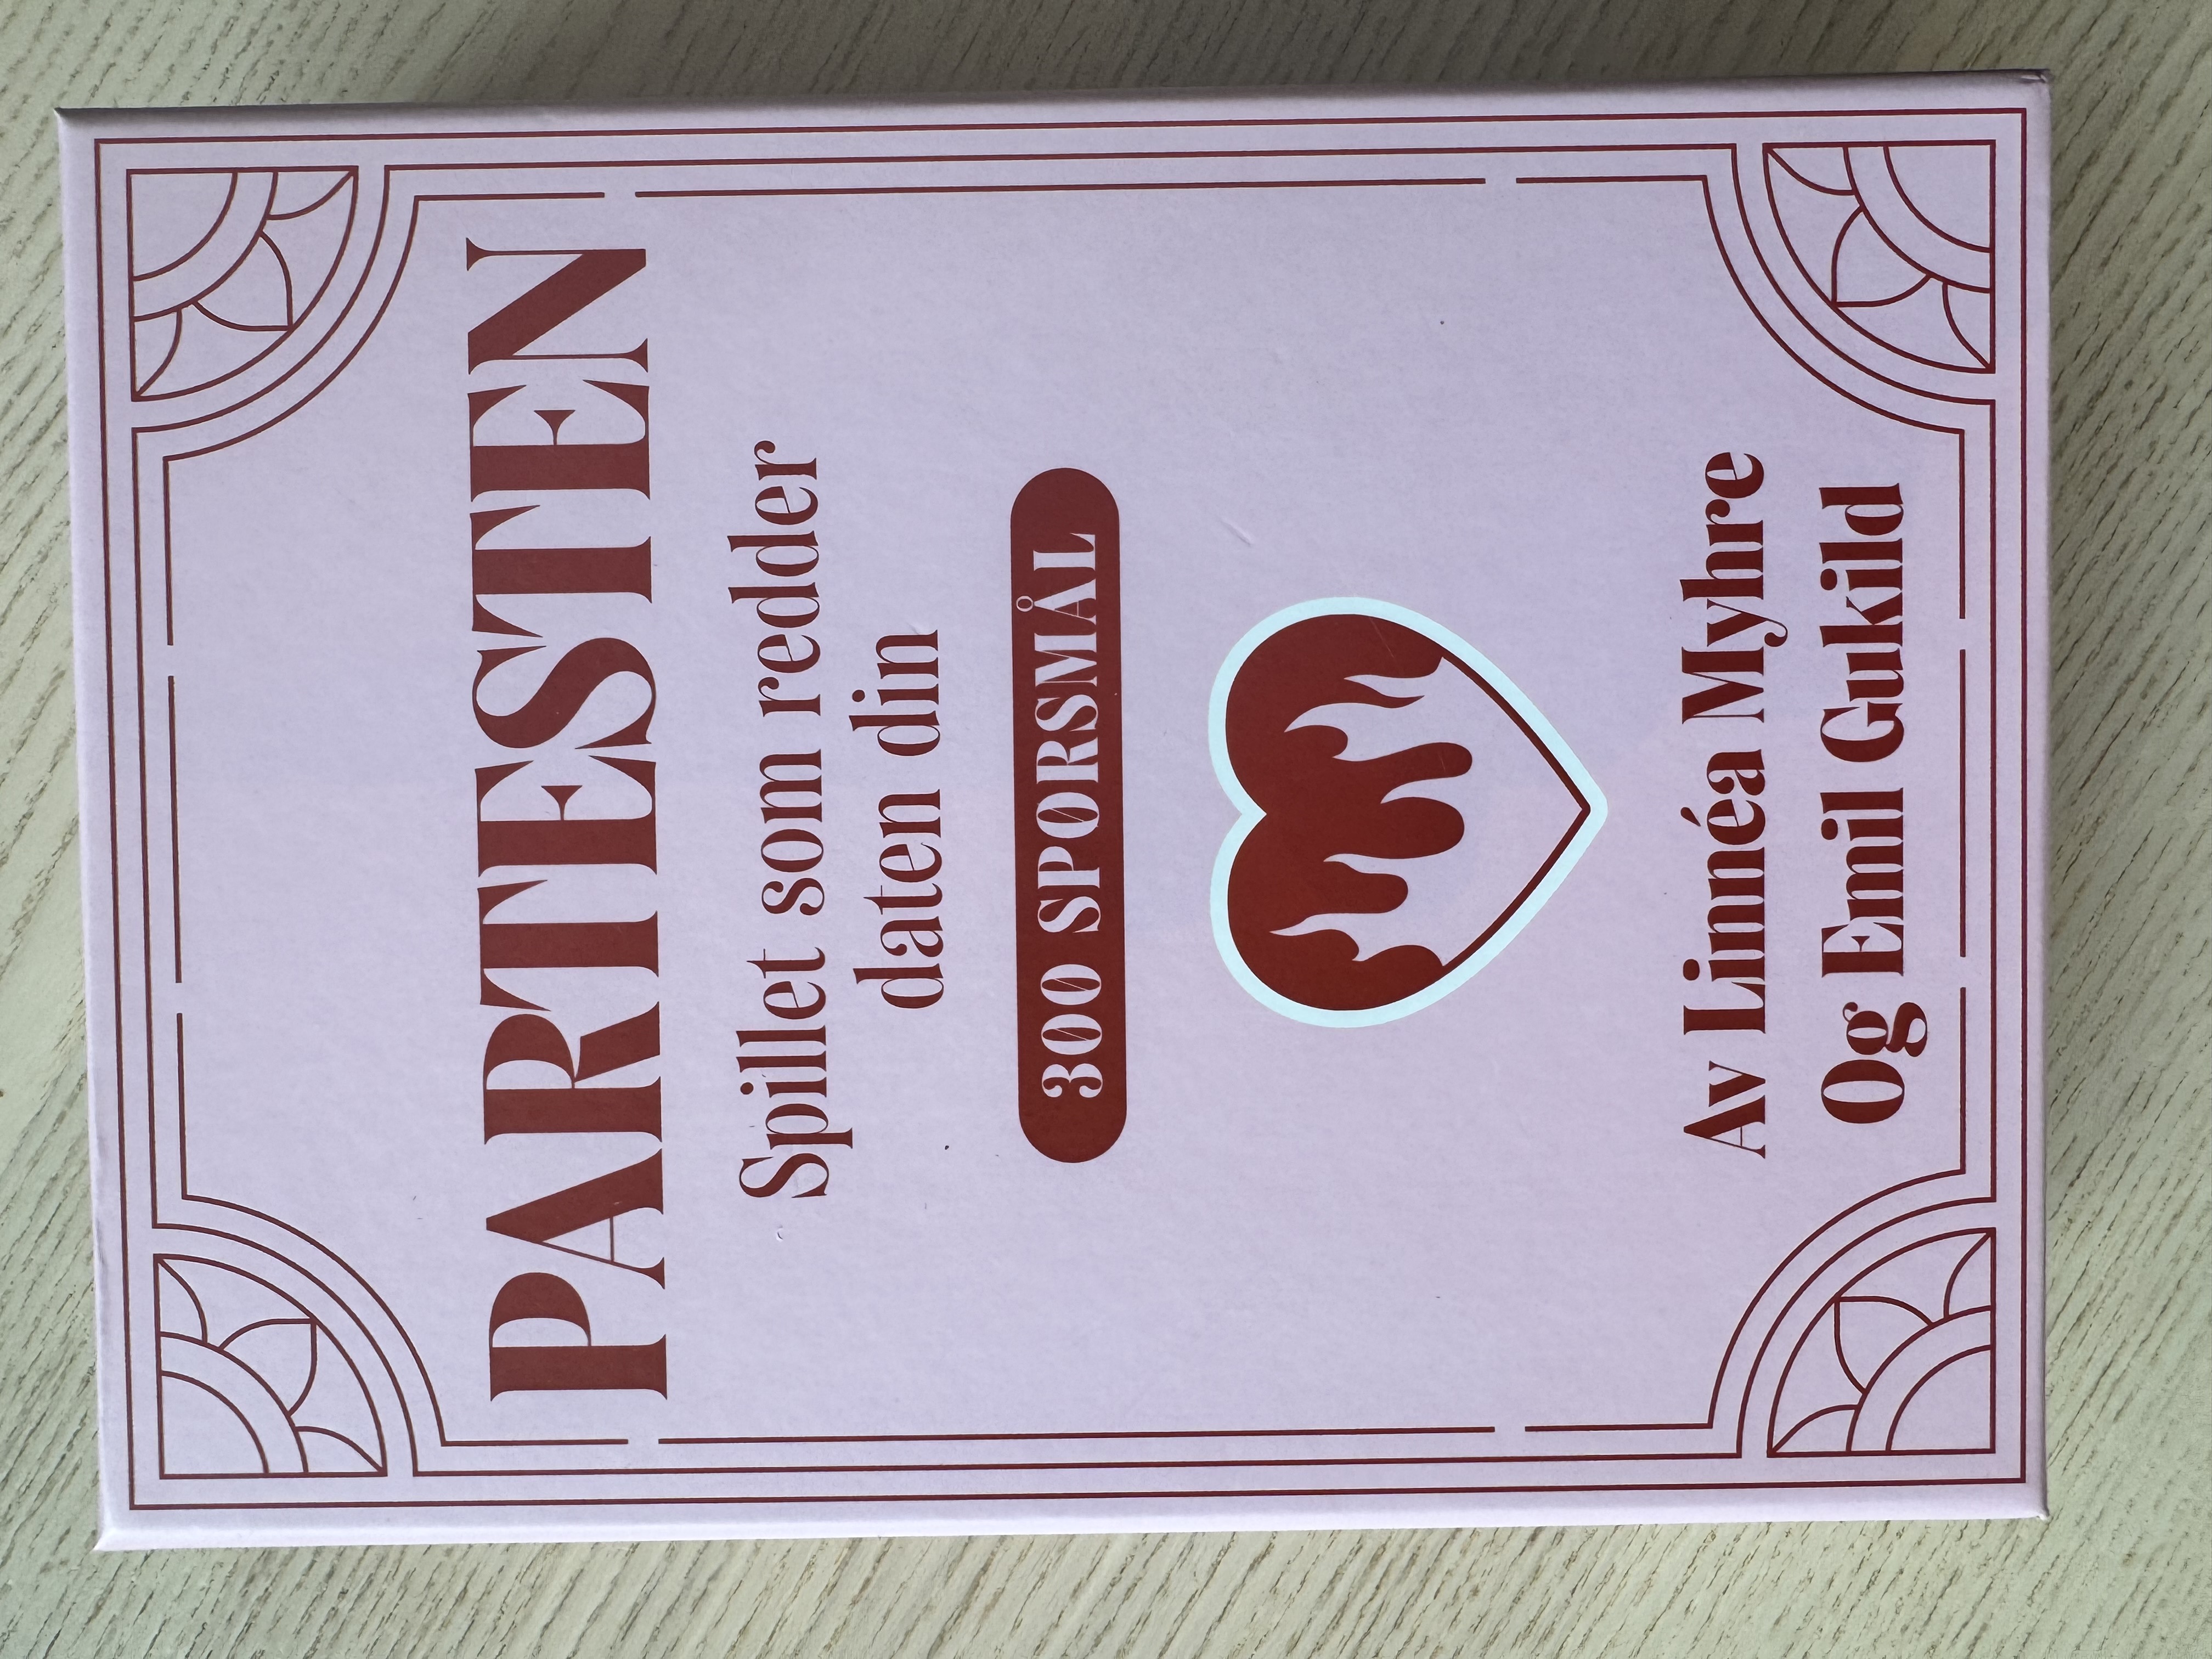 PARTESTEN
Spillet som redder
daten din
300 SPØRSMÅL
Av Linnéa Myhre
Og Emil Gukild